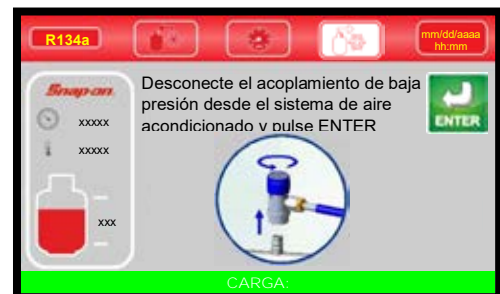 R134a
mm/dd/aaaa
hh:mm
Snap-on
xxxxx
xxxxx
xxx
Desconecte el acoplamiento de baja
presión desde el sistema de aire
acondicionado y pulse ENTER
ENTER
CARGA: